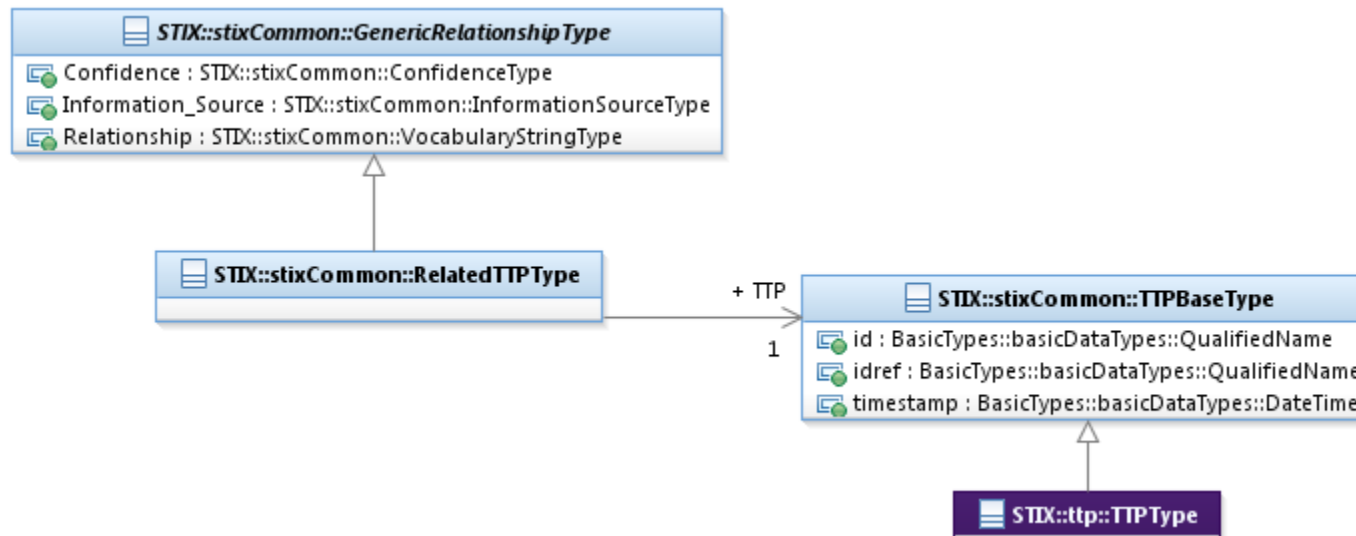 STIX::stixCommon::GenericRelationshipType
Confidence : STIX::stixCommon::ConfidenceType
Information_Source : STIX::stixCommon::InformationSourceType
Relationship : STIX::stixCommon::VocabularyStringType
STIX::stixCommon::RelatedTTPType
+ TTP
1
STIX::stixCommon::TTPBaseType
id : BasicTypes::basicDataTypes::QualifiedName
idref : BasicTypes::basicDataTypes::QualifiedName
timestamp : BasicTypes::basicDataTypes::DateTime
STIX::ttp::TTPType